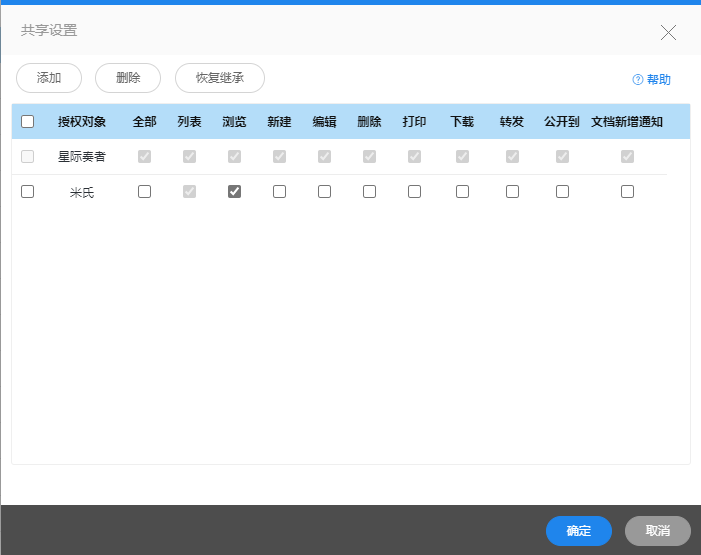 共享设置
添加 删除 恢复继承 帮助
授权对象 全部 列表 浏览 新建 编辑 删除 打印 下载 转发 公开到 文档新增通知
星际奏者
米氏
确定 取消